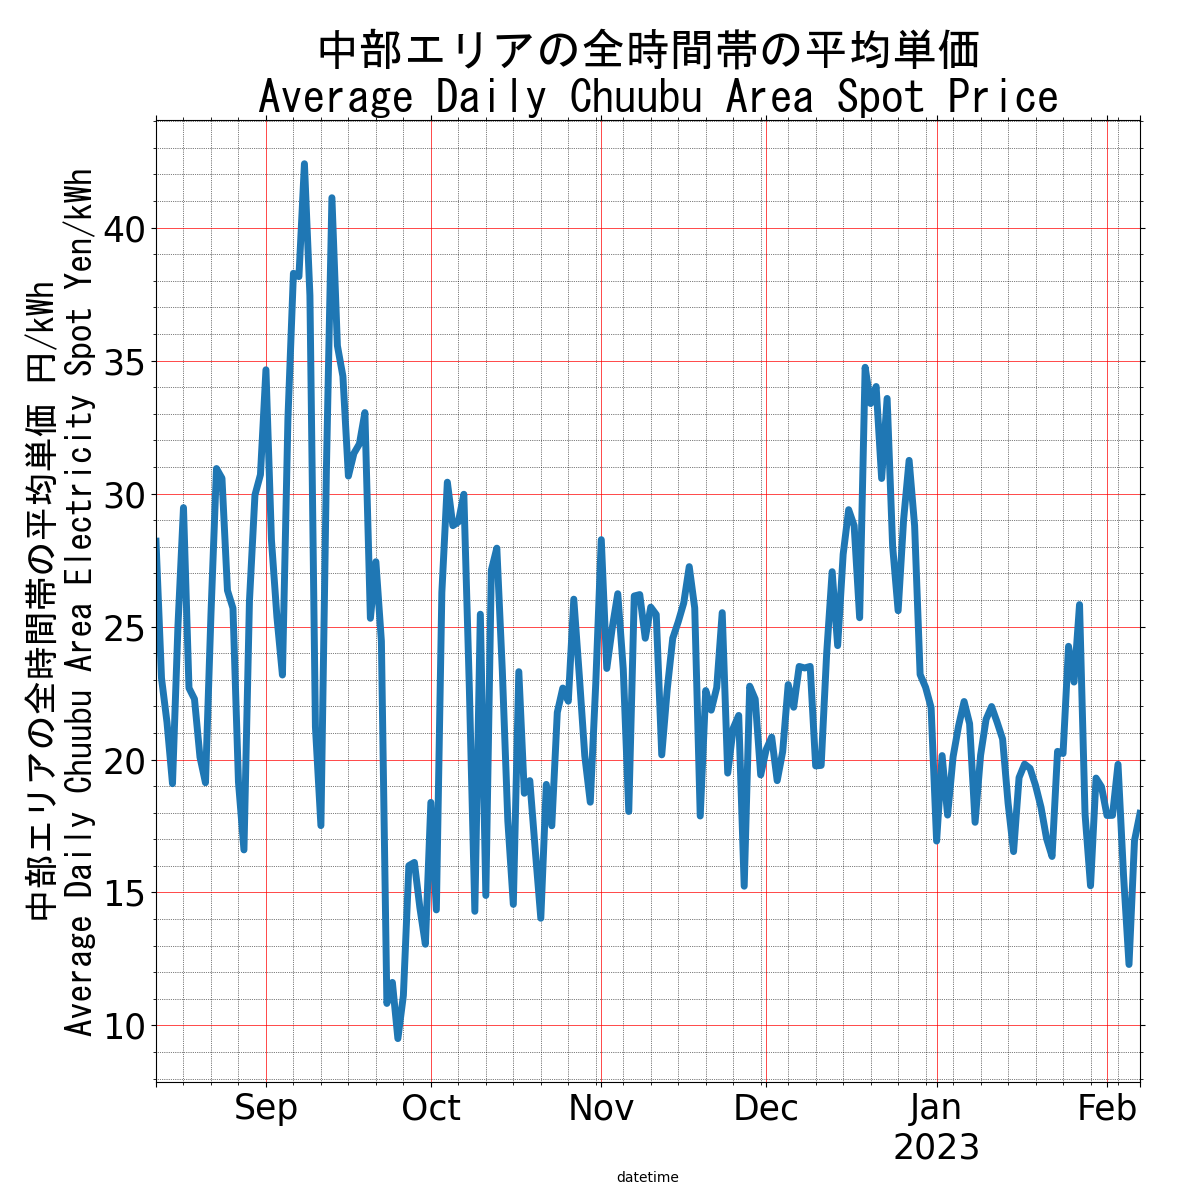 中部エリアの全時間帯の平均単価
Average Daily Chuubu Area Spot Price
中部エリアの全時間帯の平均単価 円/kWh
Average Daily Chuubu Area Electricity Spot Yen/kWh
40
35
30
25
20
15
10
Sep Oct Nov Dec Jan Feb
2023
datetime